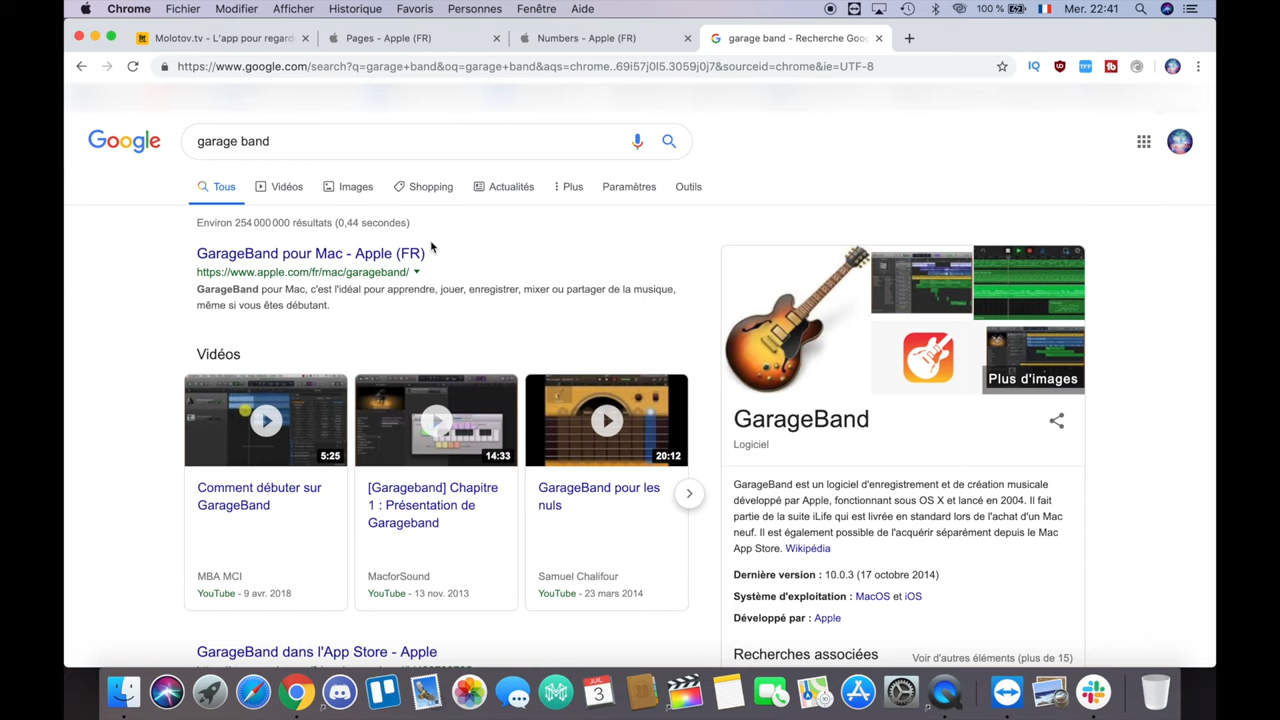 Chrome Fichier Modifier Afficher Historique Favoris Personnes Fenêtre Aide 100 % Mer. 22:41
Molotov.tv - L'app pour regard Pages - Apple (FR) Numbers - Apple (FR) garage band - Recherche Goo
https://www.google.com/search?q=garage+band&oq=garage+band&aqs=chrome..69i57j0l5.3059j0j7&sourceid=chrome&ie=UTF-8
Google
garage band
Tous Vidéos Images Shopping Actualités Plus Paramètres Outils
Environ 254 000 000 résultats (0,44 secondes)
GarageBand pour Mac - Apple (FR)
https://www.apple.com/fr/mac/garageband/
GarageBand pour Mac, c'est l'idéal pour apprendre, jouer, enregistrer, mixer ou partager de la musique,
même si vous êtes débutant.
Vidéos
5:25
14:33
20:12
Comment débuter sur
GarageBand
MBA MCI
YouTube - 9 avr. 2018
[Garageband] Chapitre
1 : Présentation de
Garageband
MacforSound
YouTube - 13 nov. 2013
GarageBand pour les
nuls
Samuel Chalifour
YouTube - 23 mars 2014
GarageBand dans l'App Store - Apple
Plus d'images
GarageBand
Logiciel
GarageBand est un logiciel d'enregistrement et de création musicale
développé par Apple, fonctionnant sous OS X et lancé en 2004. Il fait
partie de la suite iLife qui est livrée en standard lors de l'achat d'un Mac
neuf. Il est également possible de l'acquérir séparément depuis le Mac
App Store. Wikipédia
Dernière version : 10.0.3 (17 octobre 2014)
Système d'exploitation : MacOS et iOS
Développé par : Apple
Recherches associées Voir d'autres éléments (plus de 15)
3